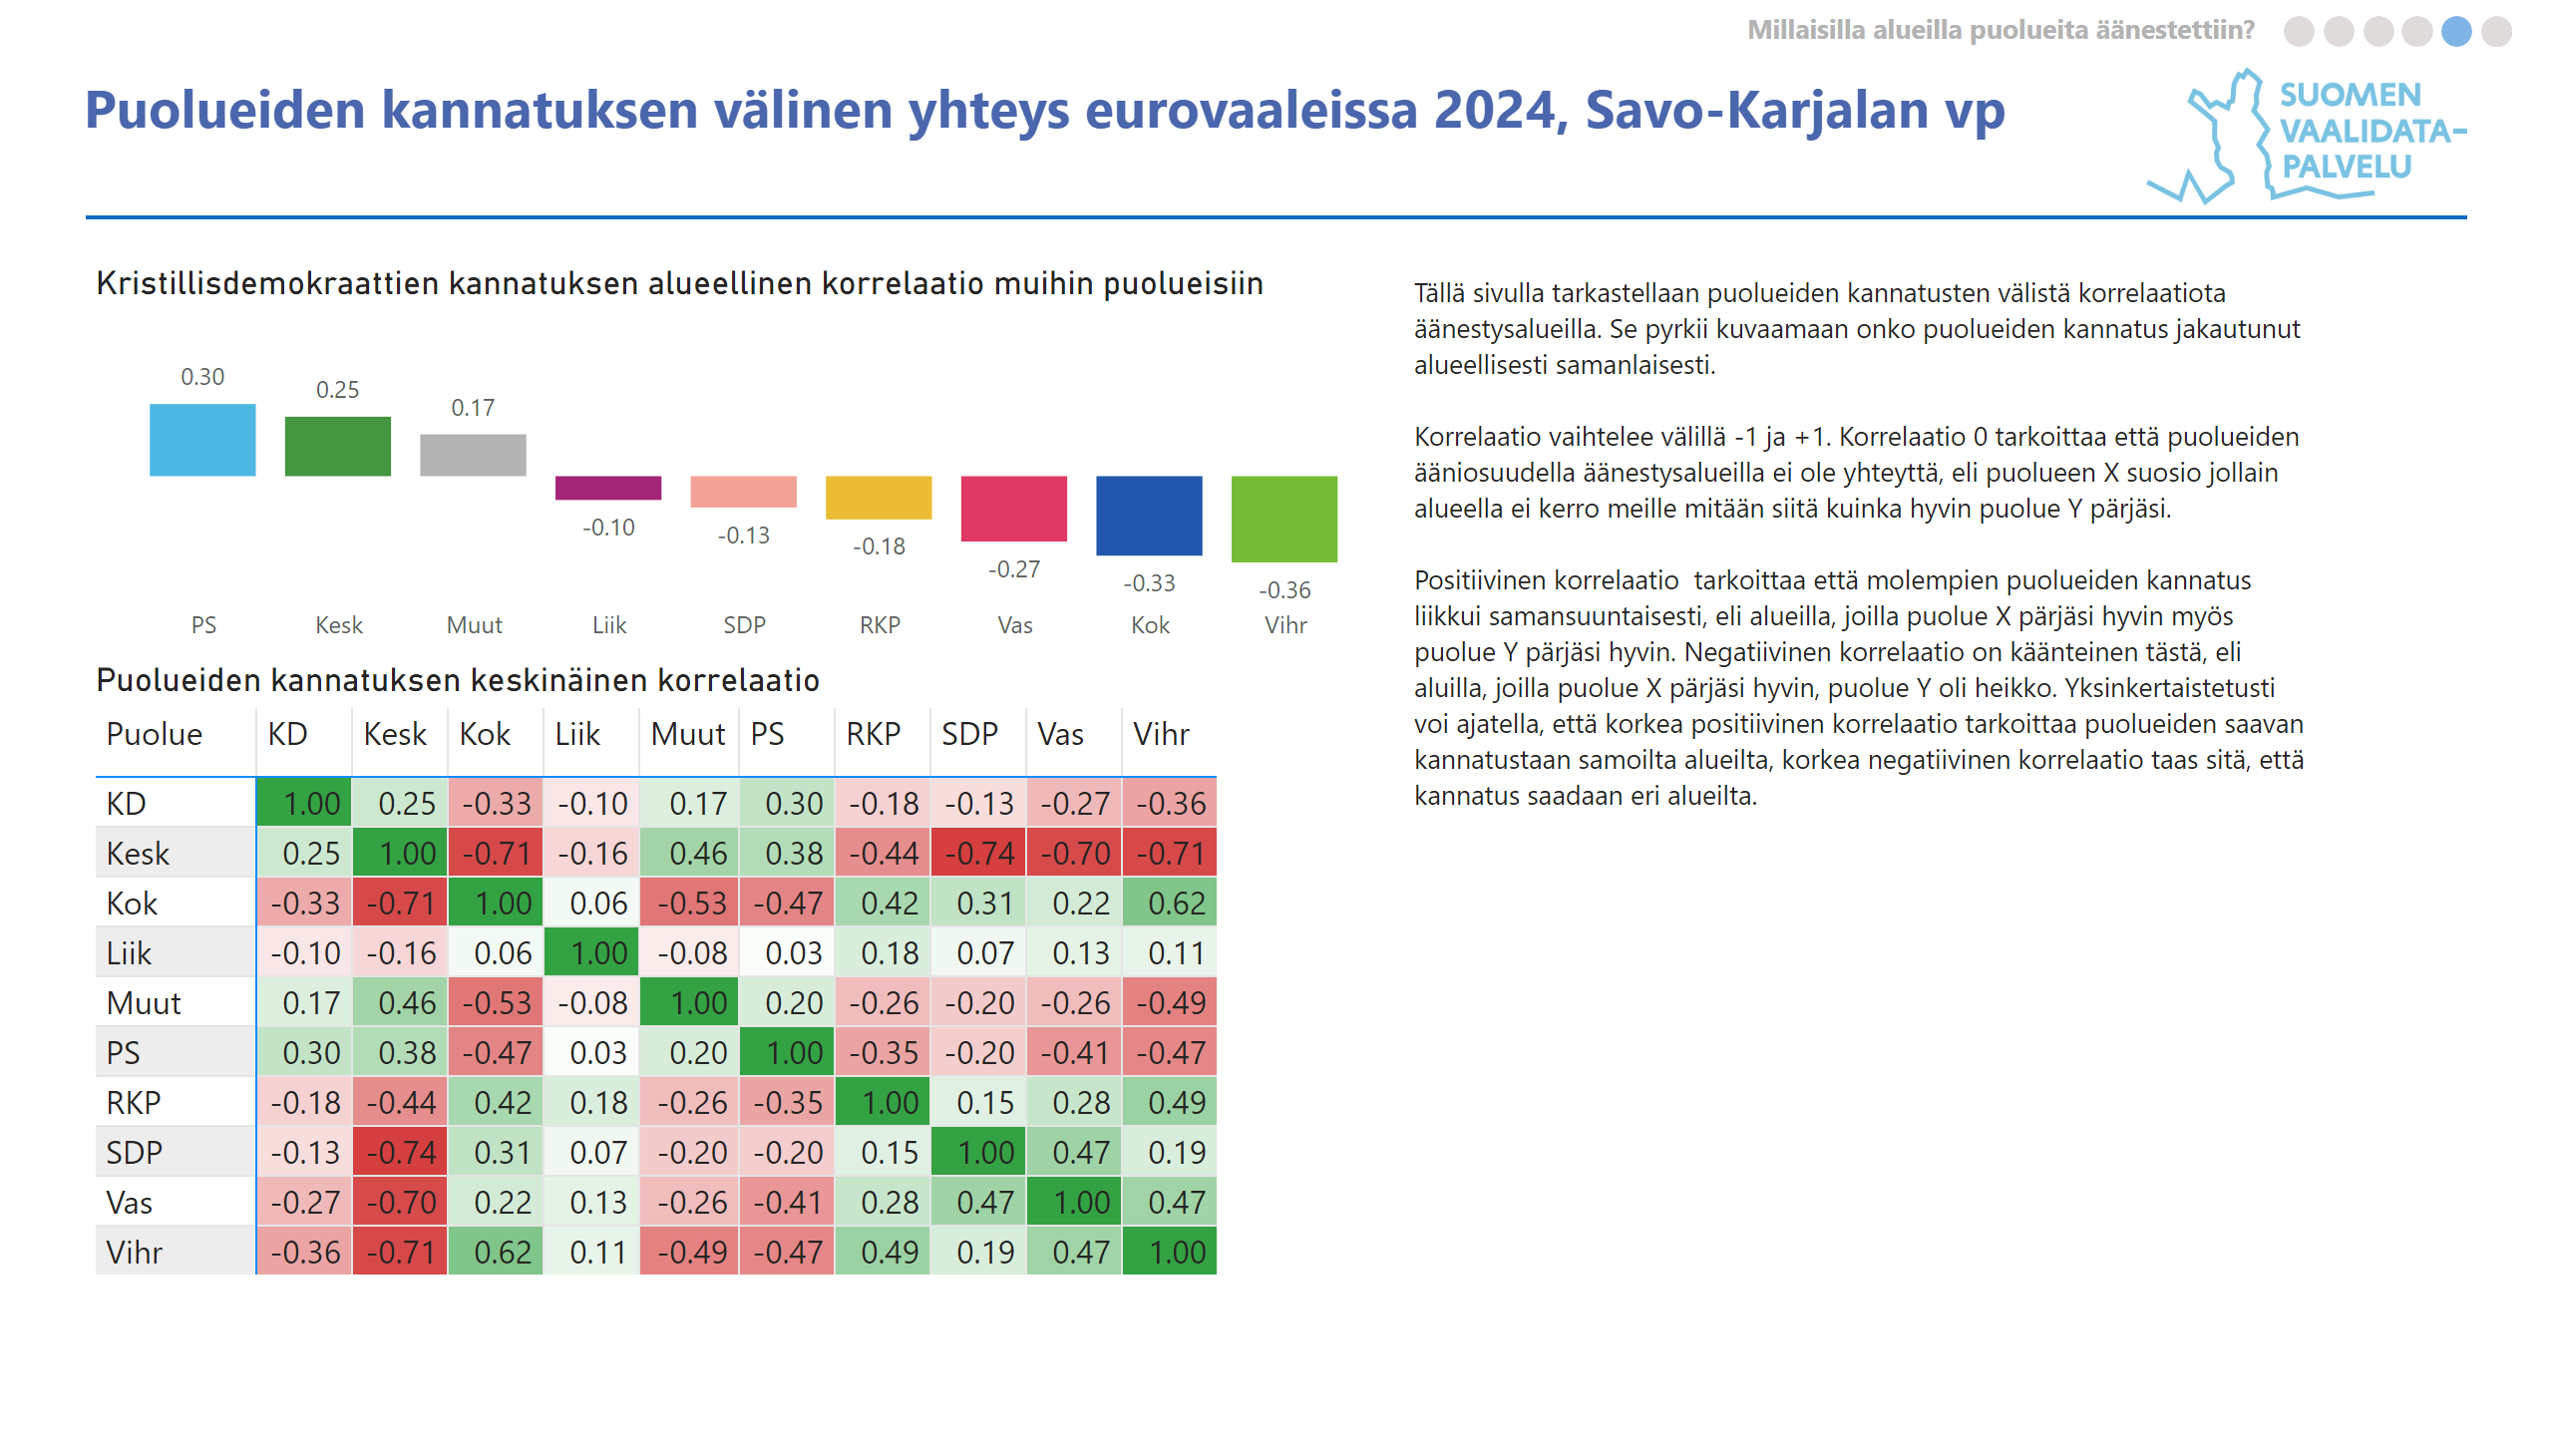 Millaisilla alueilla puolueita äänestettiin?
Puolueiden kannatuksen välinen yhteys eurovaaleissa 2024, Savo-Karjalan vp
SUOMEN
VAALIDATA-
PALVELU
Kristillisdemokraattien kannatuksen alueellinen korrelaatio muihin puolueisiin
0.30 0.25 0.17 -0.10 -0.13 -0.18 -0.27 -0.33 -0.36
PS Kesk Muut Liik SDP RKP Vas Kok Vihr
Puolueiden kannatuksen keskinäinen korrelaatio
Puolue KD Kesk Kok Liik Muut PS RKP SDP Vas Vihr
KD 1.00 0.25 -0.33 -0.10 0.17 0.30 -0.18 -0.13 -0.27 -0.36
Kesk 0.25 1.00 -0.71 -0.16 0.46 0.38 -0.44 -0.74 -0.70 -0.71
Kok -0.33 -0.71 1.00 0.06 -0.53 -0.47 0.42 0.31 0.22 0.62
Liik -0.10 -0.16 0.06 1.00 -0.08 0.03 0.18 0.07 0.13 0.11
Muut 0.17 0.46 -0.53 -0.08 1.00 0.20 -0.26 -0.20 -0.26 -0.49
PS 0.30 0.38 -0.47 0.03 0.20 1.00 -0.35 -0.20 -0.41 -0.47
RKP -0.18 -0.44 0.42 0.18 -0.26 -0.35 1.00 0.15 0.28 0.49
SDP -0.13 -0.74 0.31 0.07 -0.20 -0.20 0.15 1.00 0.47 0.19
Vas -0.27 -0.70 0.22 0.13 -0.26 -0.41 0.28 0.47 1.00 0.47
Vihr -0.36 -0.71 0.62 0.11 -0.49 -0.47 0.49 0.19 0.47 1.00
Tällä sivulla tarkastellaan puolueiden kannatusten välistä korrelaatiota
äänestysalueilla. Se pyrkii kuvaamaan onko puolueiden kannatus jakautunut
alueellisesti samanlaisesti.
Korrelaatio vaihtelee välillä -1 ja +1. Korrelaatio 0 tarkoittaa että puolueiden
ääniosuudella äänestysalueilla ei ole yhteyttä, eli puolueen X suosio jollain
alueella ei kerro meille mitään siitä kuinka hyvin puolue Y pärjäsi.
Positiivinen korrelaatio  tarkoittaa että molempien puolueiden kannatus
liikkui samansuuntaisesti, eli alueilla, joilla puolue X pärjäsi hyvin myös
puolue Y pärjäsi hyvin. Negatiivinen korrelaatio on käänteinen tästä, eli
aluilla, joilla puolue X pärjäsi hyvin, puolue Y oli heikko. Yksinkertaistetusti
voi ajatella, että korkea positiivinen korrelaatio tarkoittaa puolueiden saavan
kannatustaan samoilta alueilta, korkea negatiivinen korrelaatio taas sitä, että
kannatus saadaan eri alueilta.